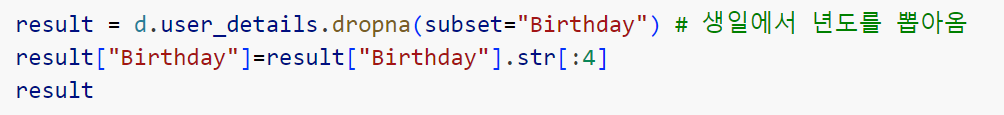 result = d.user_details.dropna(subset="Birthday") # 생일에서 년도를 뽑아옴
result["Birthday"]=result["Birthday"].str[:4]
result